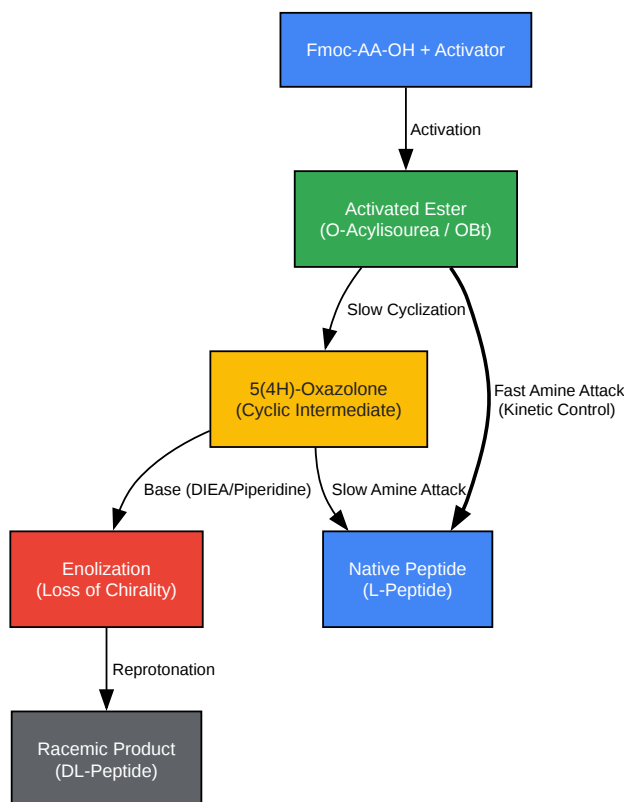 Fmoc-AA-OH + Activator
Activation
Activated Ester
(O-Acylisourea / OBt)
Slow Cyclization
5(4H)-Oxazolone
(Cyclic Intermediate)
Fast Amine Attack
(Kinetic Control)
Base (DIEA/Piperidine)
Slow Amine Attack
Enolization
(Loss of Chirality)
Native Peptide
(L-Peptide)
Reprotonation
Racemic Product
(DL-Peptide)